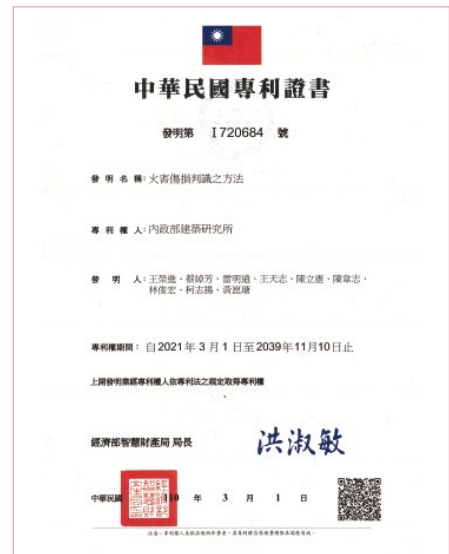 中華民國專利證書
發明第 I720684 號
發明名稱：火害傷損判識之方法
專利權人：內政部建築研究所
發明人：王榮進、蔡綽芳、雷明遠、王天志、陳立憲、陳韋志、
林俊宏、柯志揚、黃崑瑭
專利權期間：自2021年3月1日至2039年11月10日止
上開發明業經專利權人依專利法之規定取得專利權
經濟部智慧財產局 局長 洪淑敏
中華民國 110 年 3 月 1 日